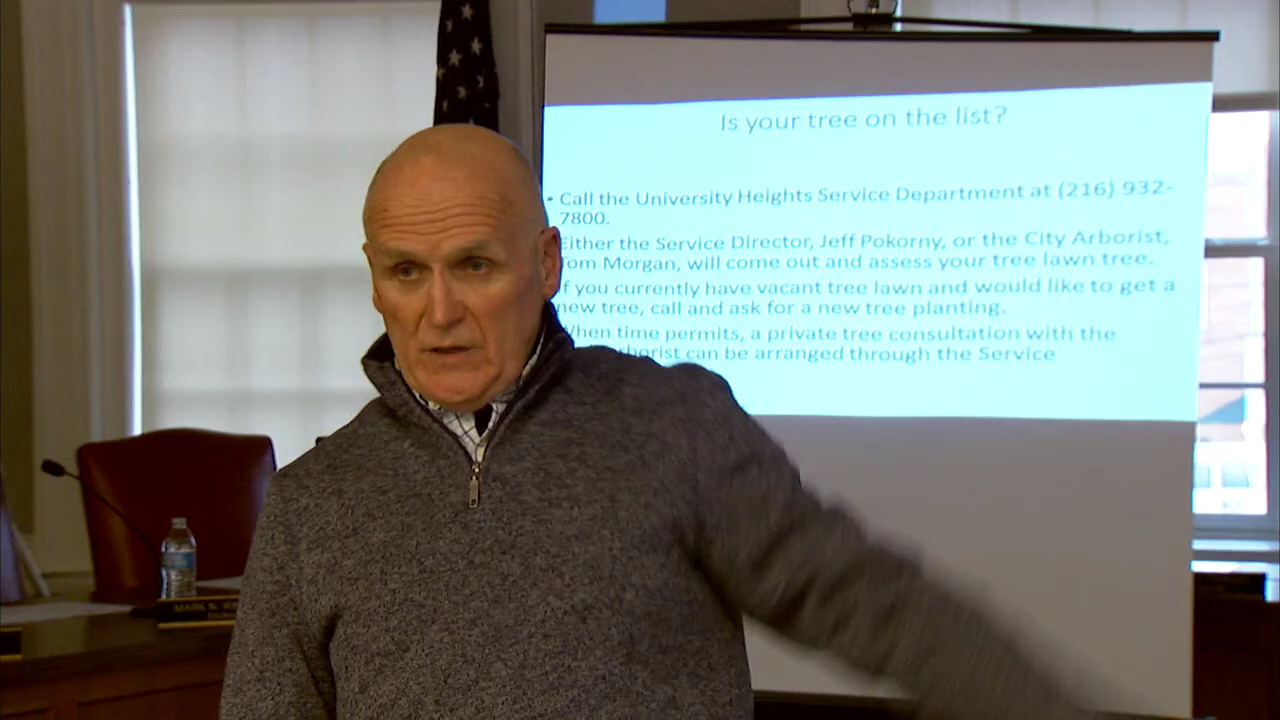 Is your tree on the list?
• Call the University Heights Service Department at (216) 932-
7800.
Either the Service Director, Jeff Pokorny, or the City Arborist,
Tom Morgan, will come out and assess your tree lawn tree.
If you currently have vacant tree lawn and would like to get a
new tree, call and ask for a new tree planting.
When time permits, a private tree consultation with the
can be arranged through the Service
MARK N.